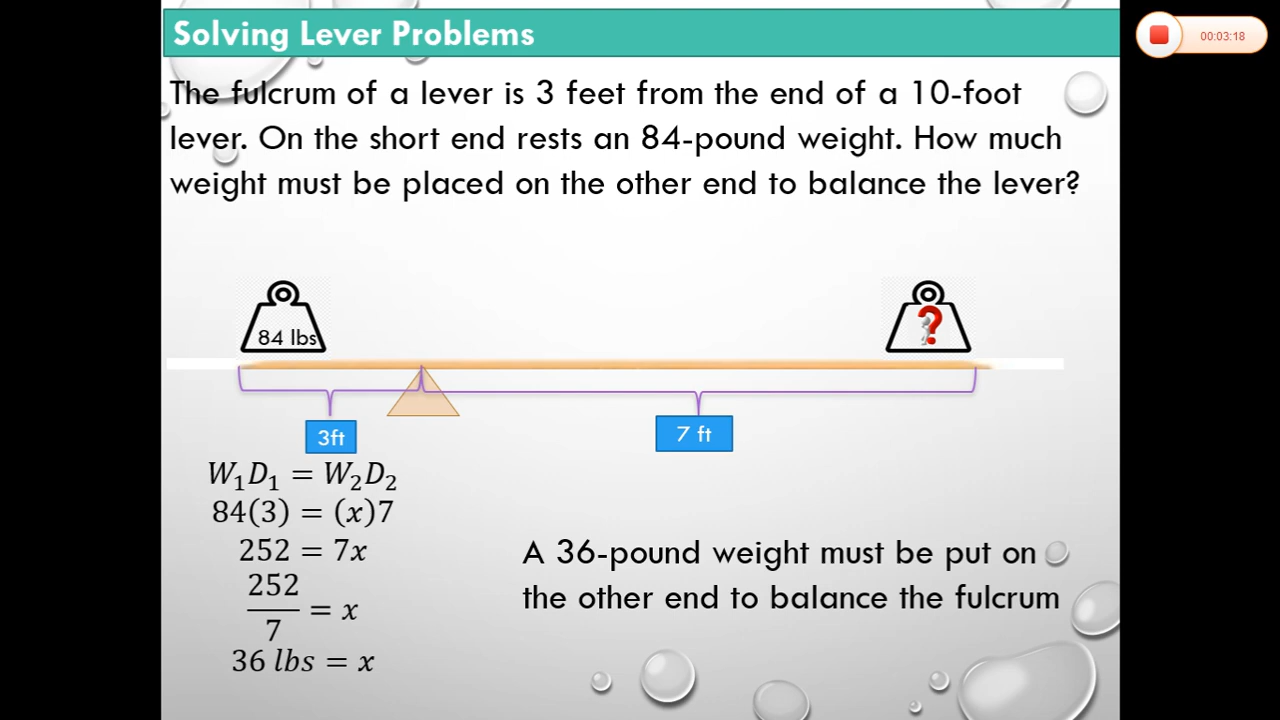 Solving Lever Problems
00:03:18
The fulcrum of a lever is 3 feet from the end of a 10-foot
lever. On the short end rests an 84-pound weight. How much
weight must be placed on the other end to balance the lever?
84 lbs
?
3ft
7 ft
W₁D₁ = W₂D₂
84(3) = (x)7
252 = 7x
252/7 = x
36 lbs = x
A 36-pound weight must be put on
the other end to balance the fulcrum